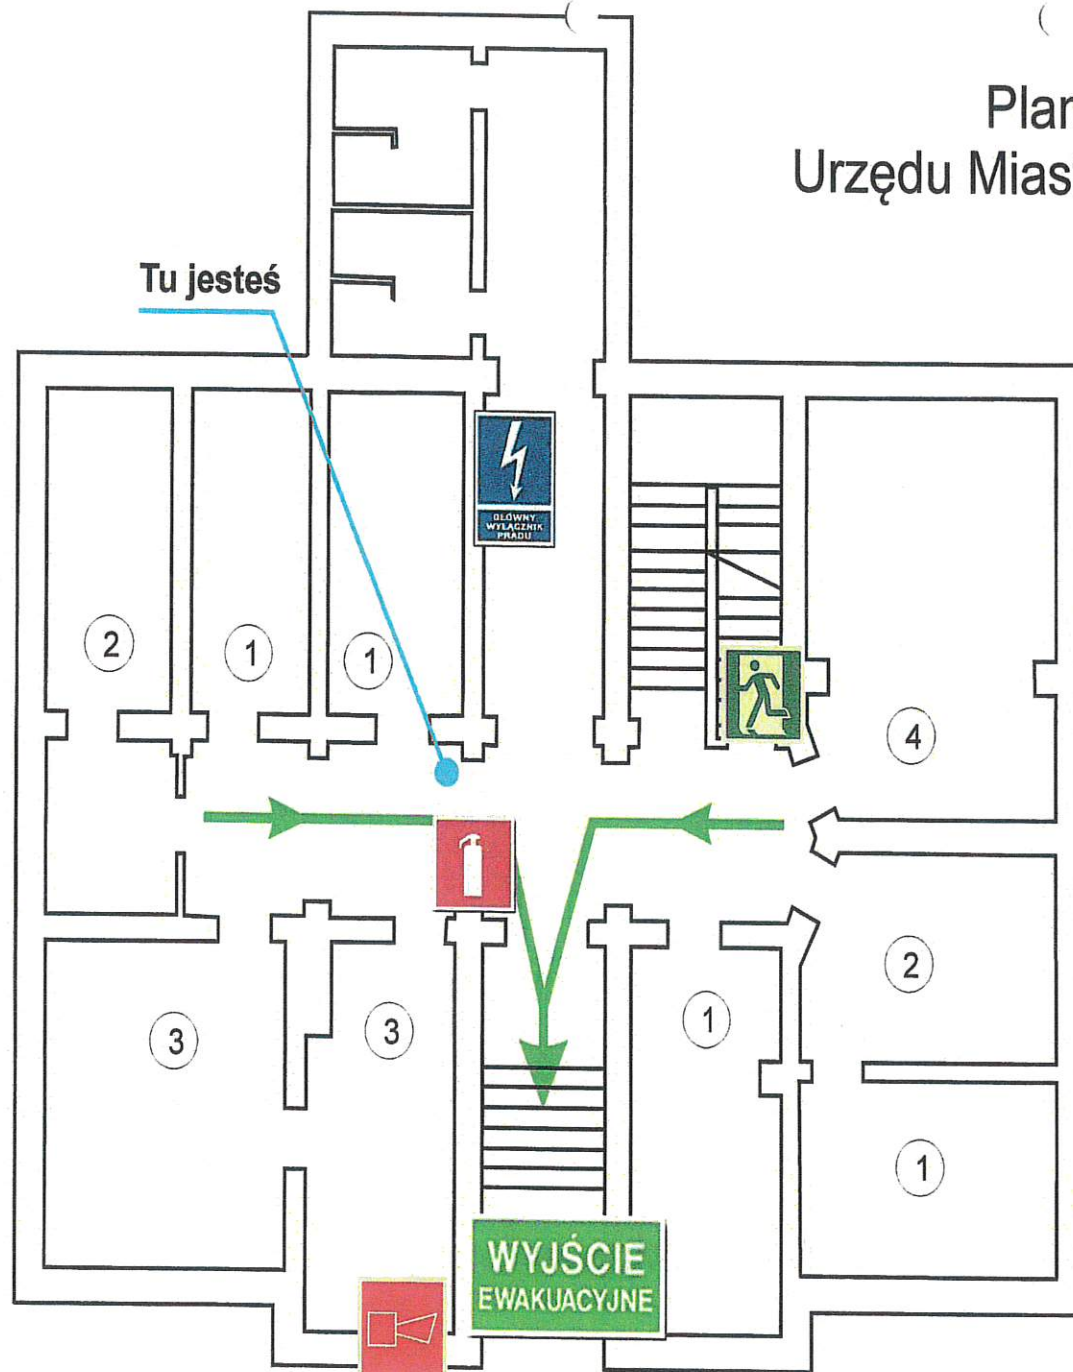 Plan
Urzędu Mias
Tu jesteś
GŁÓWNY
WYŁĄCZNIK
PRĄDU
2
1
1
4
3
3
1
2
1
WYJŚCIE
EWAKUACYJNE